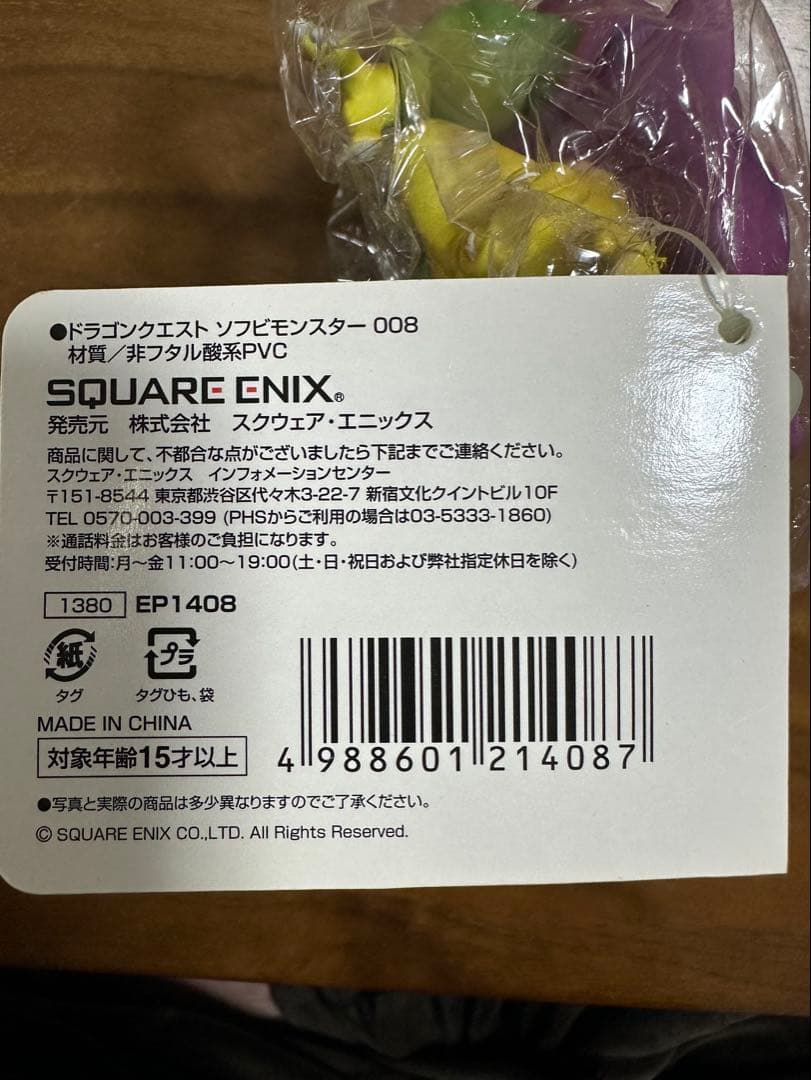 ●ドラゴンクエスト ソフビモンスター 008
材質／非フタル酸系PVC
SQUARE ENIX®
発売元 株式会社 スクウェア・エニックス
商品に関して、不都合な点がございましたら下記までご連絡ください。
スクウェア・エニックス インフォメーションセンター
〒151-8544 東京都渋谷区代々木3-22-7 新宿文化クイントビル10F
TEL 0570-003-399 (PHSからご利用の場合は03-5333-1860)
※通話料金はお客様のご負担になります。
受付時間:月～金11:00～19:00(土・日・祝日および弊社指定休日を除く)
1380 EP1408
紙 プラ
タグ タグひも、袋
MADE IN CHINA
対象年齢15才以上
4 988601 214087
●写真と実際の商品は多少異なりますのでご了承ください。
© SQUARE ENIX CO.,LTD. All Rights Reserved.